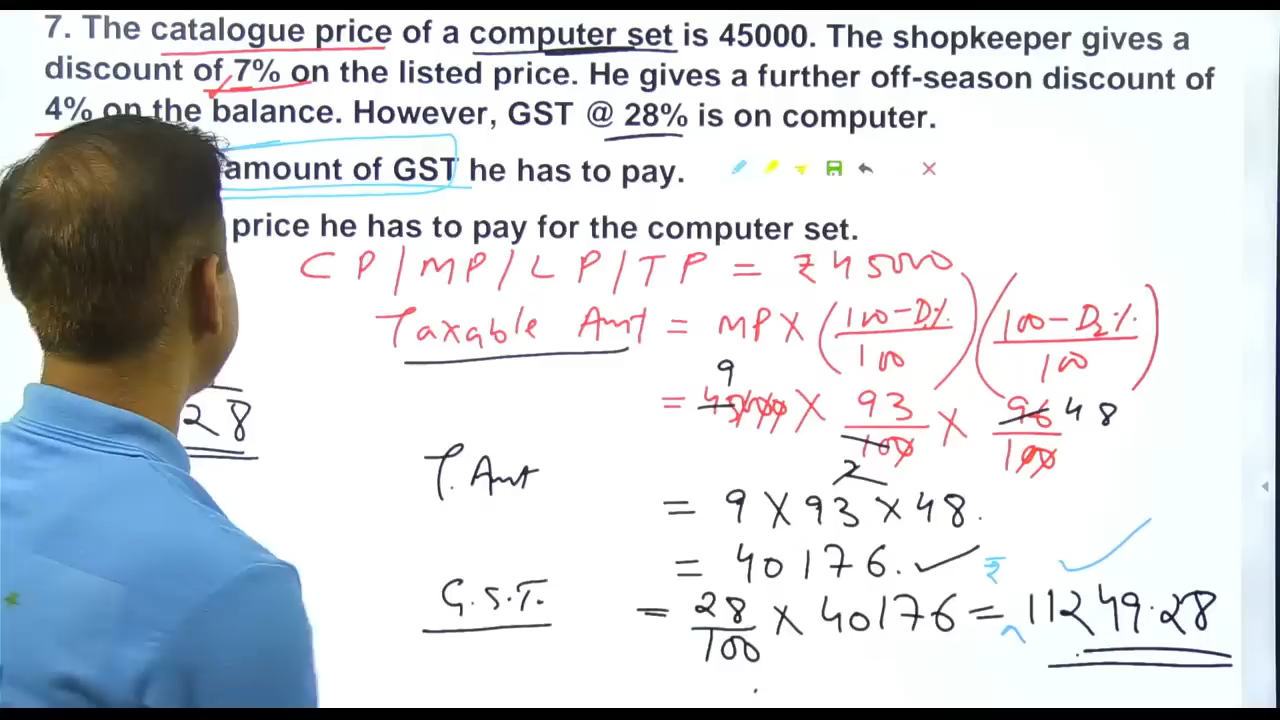 7. The catalogue price of a computer set is 45000. The shopkeeper gives a
discount of 7% on the listed price. He gives a further off-season discount of
4% on the balance. However, GST @ 28% is on computer.
amount of GST he has to pay.
price he has to pay for the computer set.
CP/MP/LP/TP = ₹45000
Taxable Amt = MP × (100-D₁%/100) (100-D₂%/100)
9
= 45000 × 93/100 × 96/100 48
2
28
T. Amt
= 9 × 93 × 48.
= 40176. ✓
G.S.T. = 28/100 × 40176 = ₹ 11249.28